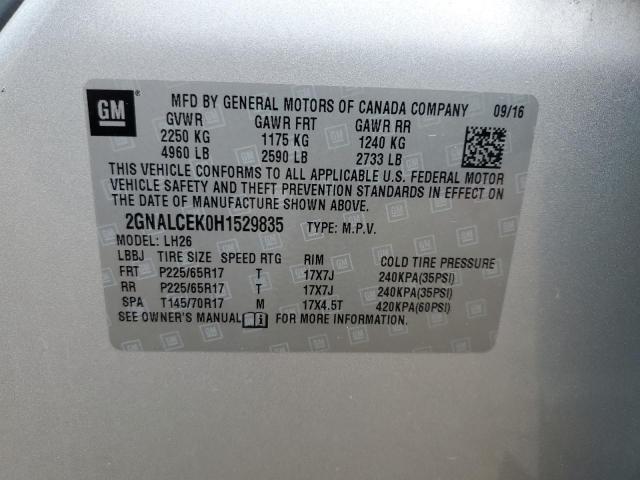 GM ® MFD BY GENERAL MOTORS OF CANADA COMPANY 09/16
GVWR GAWR FRT GAWR RR
2250 KG 1175 KG 1240 KG
4960 LB 2590 LB 2733 LB
THIS VEHICLE CONFORMS TO ALL APPLICABLE U.S. FEDERAL MOTOR
VEHICLE SAFETY AND THEFT PREVENTION STANDARDS IN EFFECT ON
THE DATE OF MANUFACTURE SHOWN ABOVE.
2GNALCEK0H1529835 TYPE: M.P.V.
MODEL: LH26
LBBJ TIRE SIZE SPEED RTG RIM COLD TIRE PRESSURE
FRT P225/65R17 T 17X7J 240KPA(35PSI)
RR P225/65R17 T 17X7J 240KPA(35PSI)
SPA T145/70R17 M 17X4.5T 420KPA(60PSI)
SEE OWNER'S MANUAL FOR MORE INFORMATION.